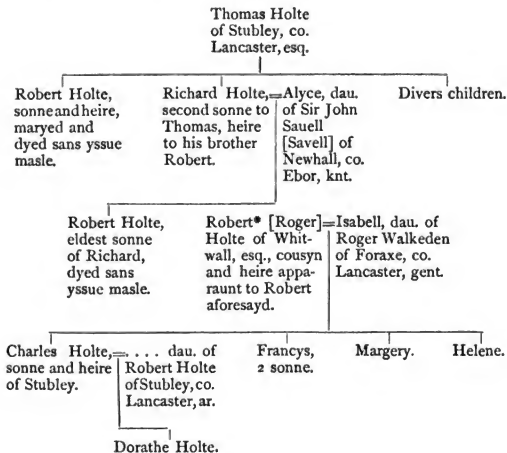 Thomas Holte
of Stubley, co.
Lancaster, esq.
Robert Holte,
sonne and heire,
maryed and
dyed sans yssue
masle.
Richard Holte,=
second sonne to
Thomas, heire
to his brother
Robert.
Alyce, dau.
of Sir John
Sauell
[Savell] of
Newhall, co.
Ebor, knt.
Divers children.
Robert Holte,
eldest sonne
of Richard,
dyed sans
yssue masle.
Robert* [Roger]=
Holte of Whit-
wall, esq., cousyn
and heire appa-
raunt to Robert
aforesayd.
Isabell, dau. of
Roger Walkeden
of Foraxe, co.
Lancaster, gent.
Charles Holte,=
sonne and heire
of Stubley.
.... dau. of
Robert Holte
of Stubley, co.
Lancaster, ar.
Francys,
2 sonne.
Margery.
Helene.
Dorathe Holte.